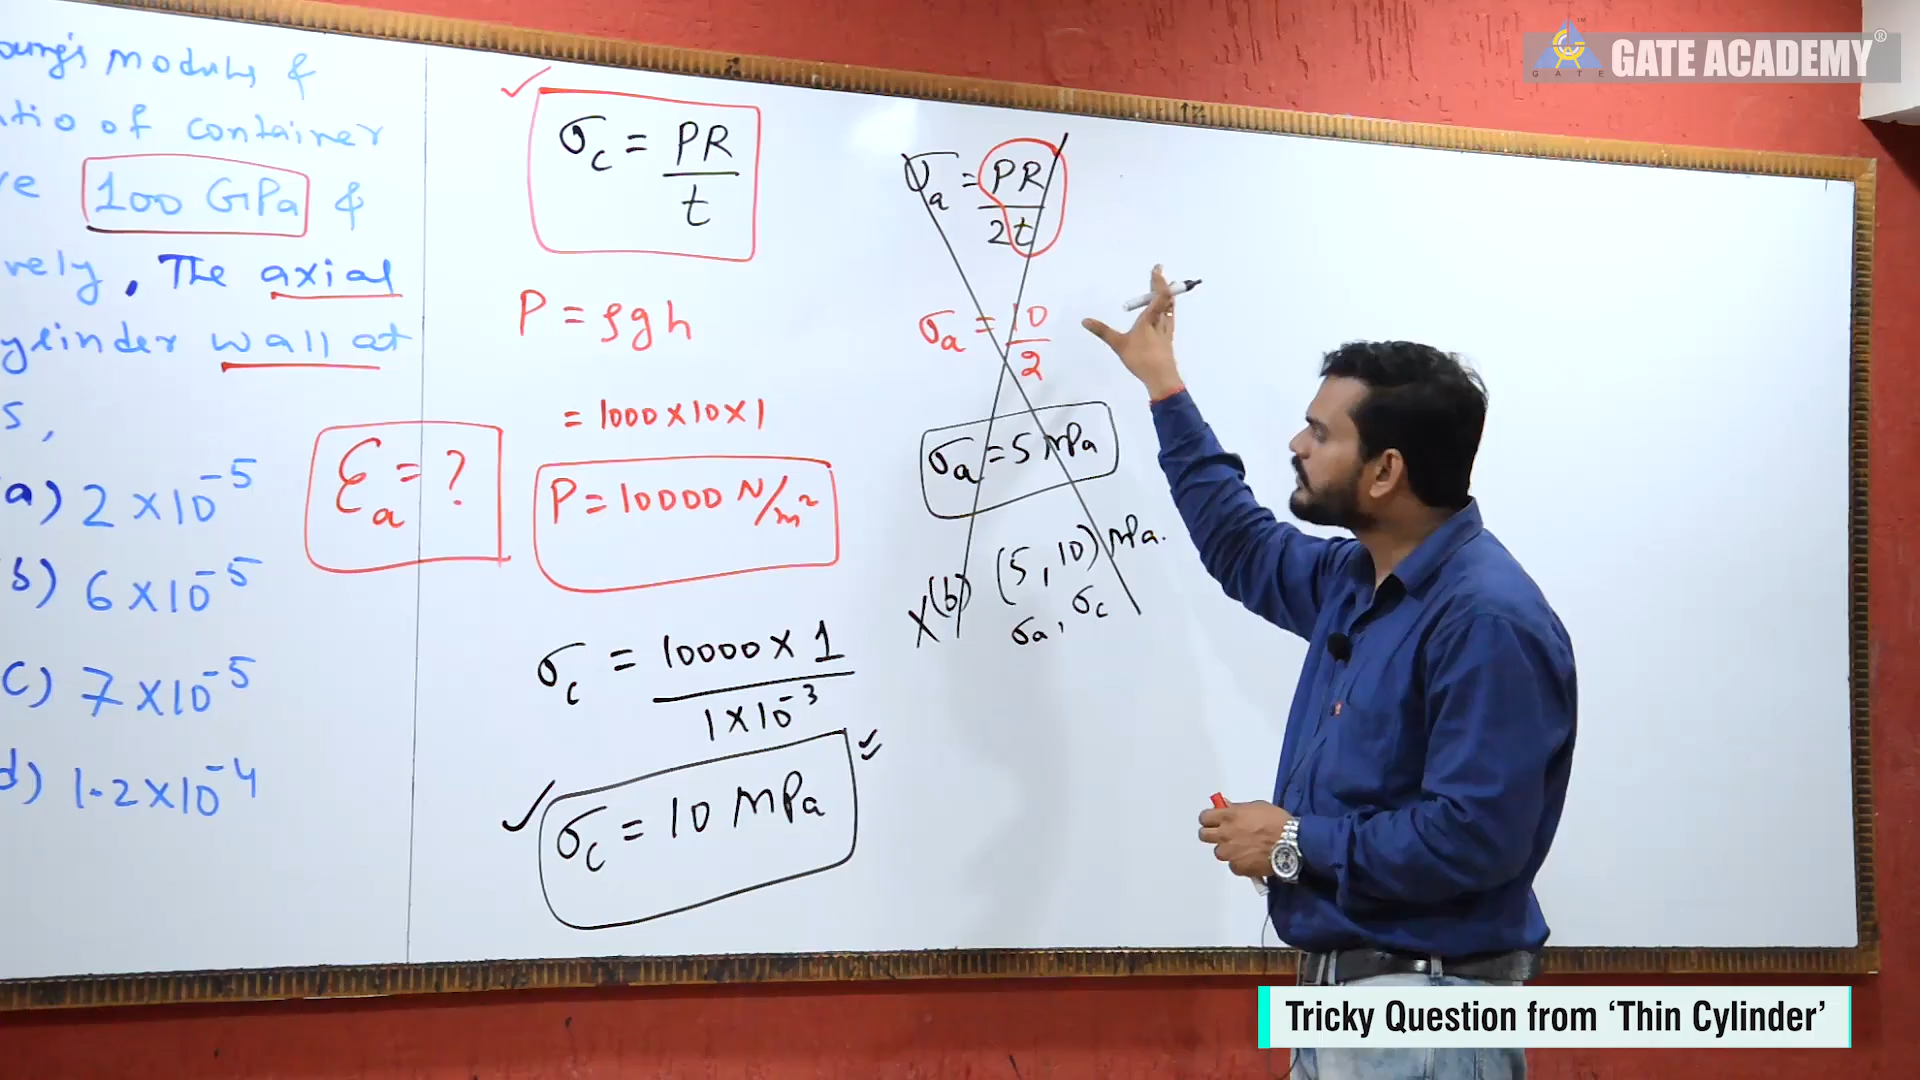 GATE ACADEMY®
GATE
oung's modulus &
atio of container
re 100 GPa &
vely, The axial
ylinder wall at
s,
a) 2 × 10⁻⁵
b) 6 × 10⁻⁵
c) 7 × 10⁻⁵
d) 1.2 × 10⁻⁴
εₐ = ?
σc = PR/t
P = ρgh
= 1000 × 10 × 1
P = 10000 N/m²
σc = 10000 × 1 / 1 × 10⁻³
σc = 10 MPa
σₐ = PR/2t
σₐ = 10/2
σₐ = 5 MPa
×(b) (5, 10) MPa.
σₐ, σc
Tricky Question from ‘Thin Cylinder’